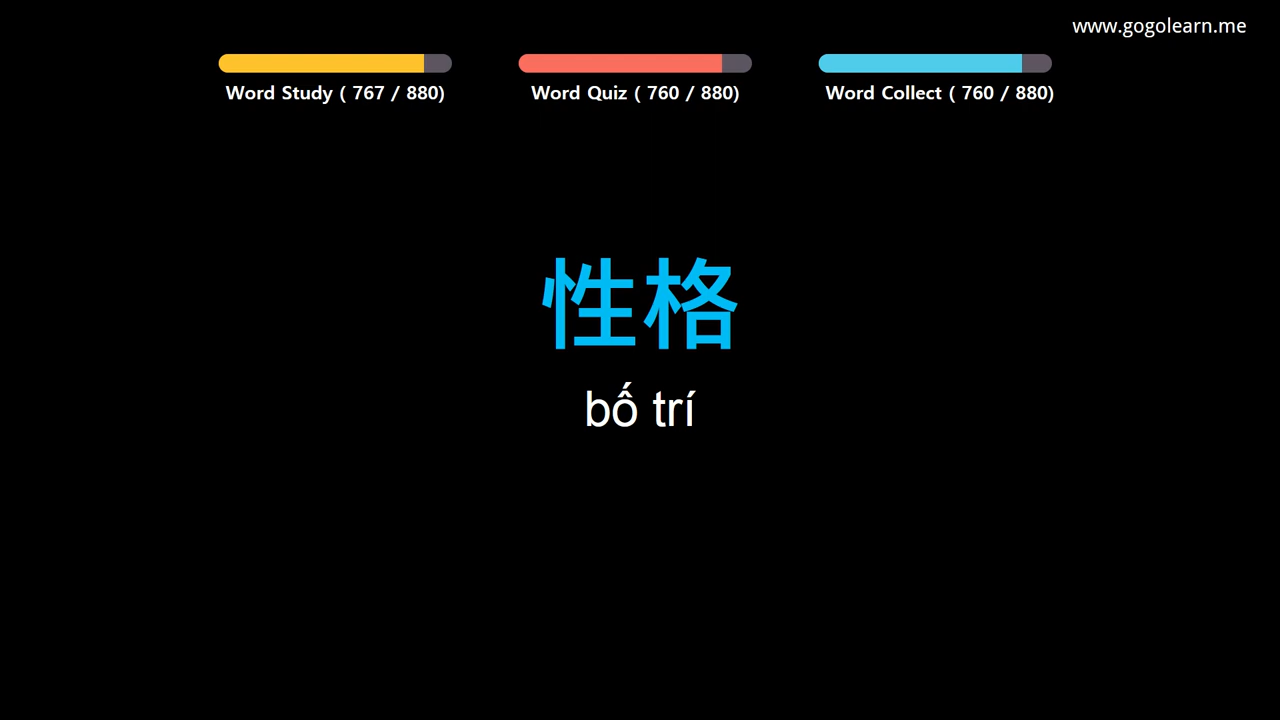 www.gogolearn.me
Word Study ( 767 / 880)
Word Quiz ( 760 / 880)
Word Collect ( 760 / 880)
性格
bố trí